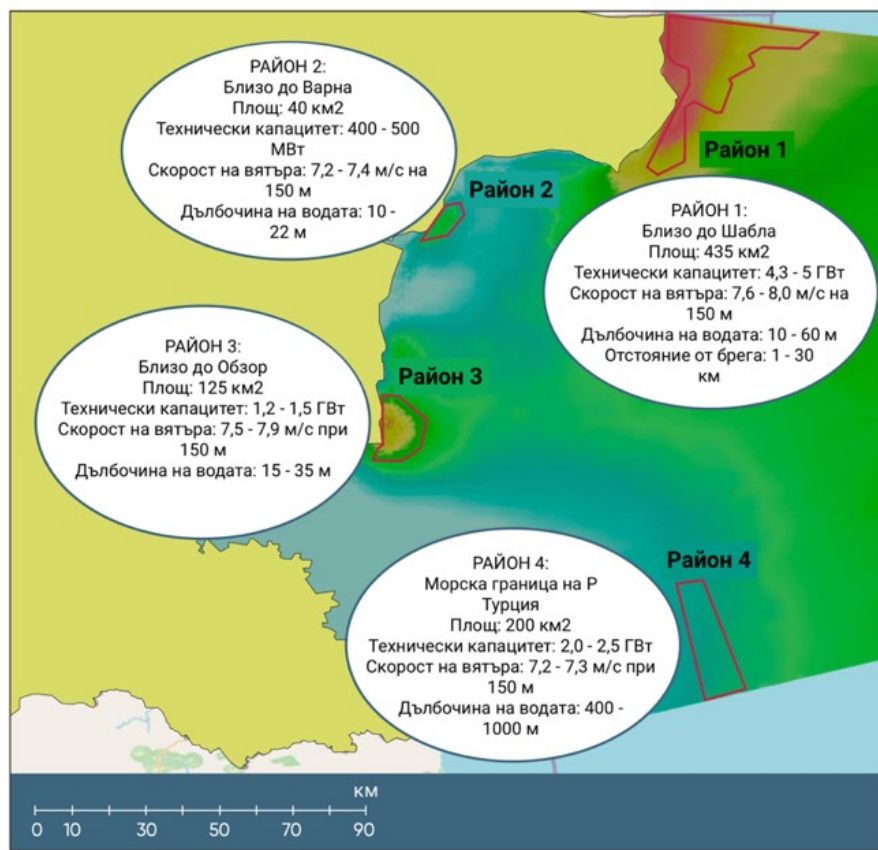 РАЙОН 2:
Близо до Варна
Площ: 40 км2
Технически капацитет: 400 - 500
МВт
Скорост на вятъра: 7,2 - 7,4 м/с на
150 м
Дълбочина на водата: 10 -
22 м
Район 1
Район 2
РАЙОН 1:
Близо до Шабла
Площ: 435 км2
Технически капацитет: 4,3 - 5 ГВт
Скорост на вятъра: 7,6 - 8,0 м/с на
150 м
Дълбочина на водата: 10 - 60 м
Отстояние от брега: 1 - 30
км
РАЙОН 3:
Близо до Обзор
Площ: 125 км2
Технически капацитет: 1,2 - 1,5 ГВт
Скорост на вятъра: 7,5 - 7,9 м/с при
150 м
Дълбочина на водата: 15 - 35 м
Район 3
Район 4
РАЙОН 4:
Морска граница на Р
Турция
Площ: 200 км2
Технически капацитет: 2,0 - 2,5 ГВт
Скорост на вятъра: 7,2 - 7,3 м/с при
150 м
Дълбочина на водата: 400 -
1000 м
КМ
0 10 30 50 70 90